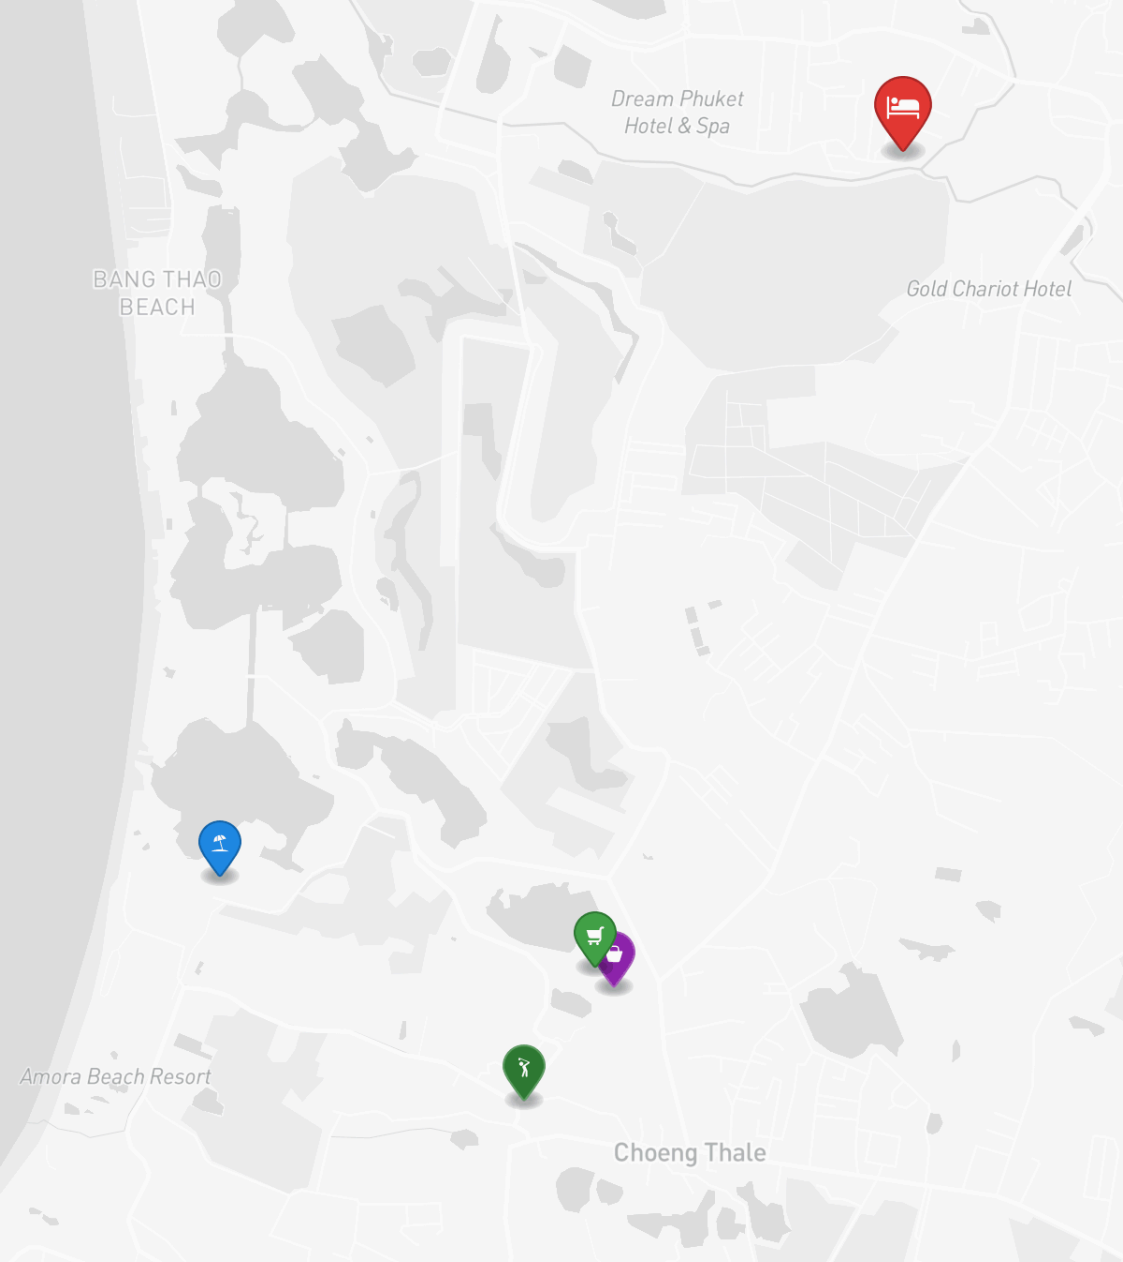 Dream Phuket
Hotel & Spa
BANG THAO
BEACH
Gold Chariot Hotel
Amora Beach Resort
Choeng Thale